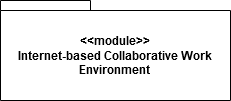 <<module>>
Internet-based Collaborative Work
Environment